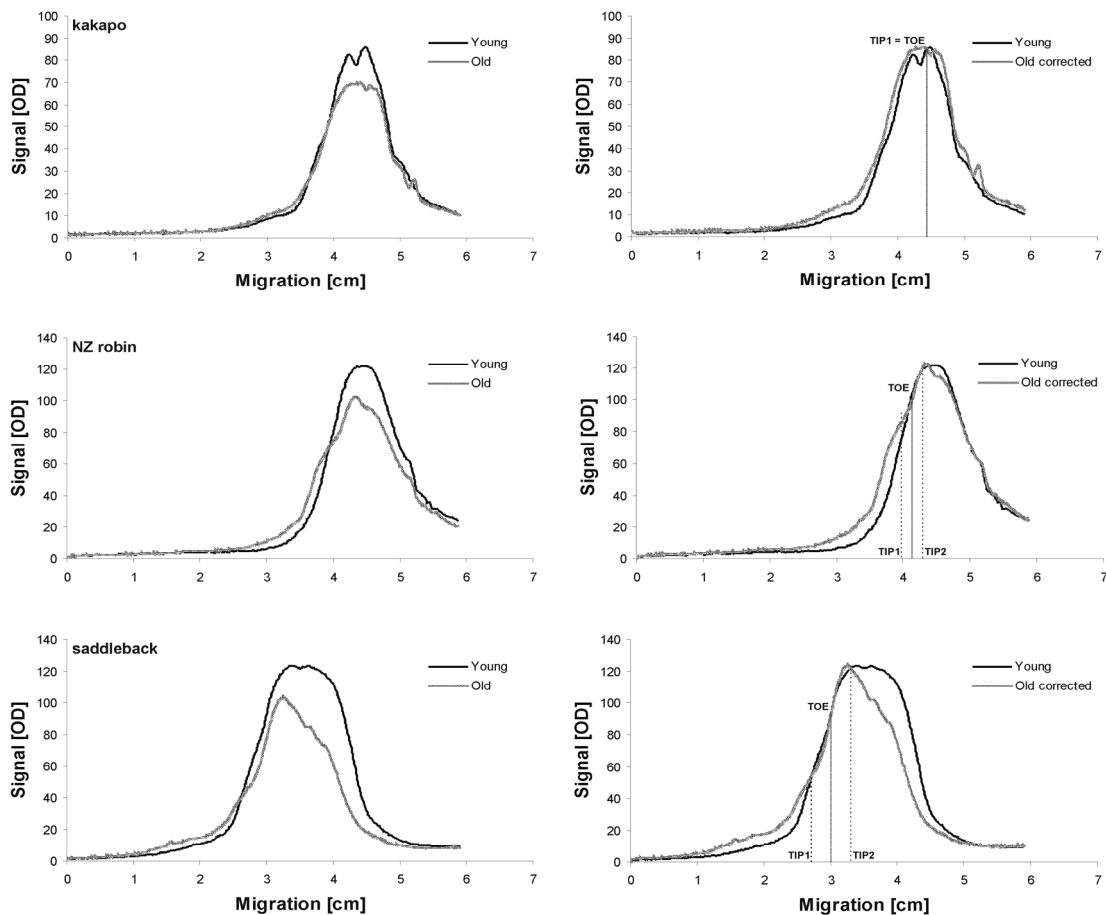 kakapo
100
90
80
70
60
50
40
30
20
10
0
Signal [OD]
Young
Old
0 1 2 3 4 5 6 7
Migration [cm]
90
80
70
60
50
40
30
20
10
0
Signal [OD]
TIP1 = TOE
Young
Old corrected
0 1 2 3 4 5 6 7
Migration [cm]
NZ robin
140
120
100
80
60
40
20
0
Signal [OD]
Young
Old
0 1 2 3 4 5 6 7
Migration [cm]
140
120
100
80
60
40
20
0
Signal [OD]
Young
Old corrected
TOE
TIP1
TIP2
0 1 2 3 4 5 6 7
Migration [cm]
saddleback
140
120
100
80
60
40
20
0
Signal [OD]
Young
Old
0 1 2 3 4 5 6 7
Migration [cm]
140
120
100
80
60
40
20
0
Signal [OD]
Young
Old corrected
TOE
TIP1
TIP2
0 1 2 3 4 5 6 7
Migration [cm]